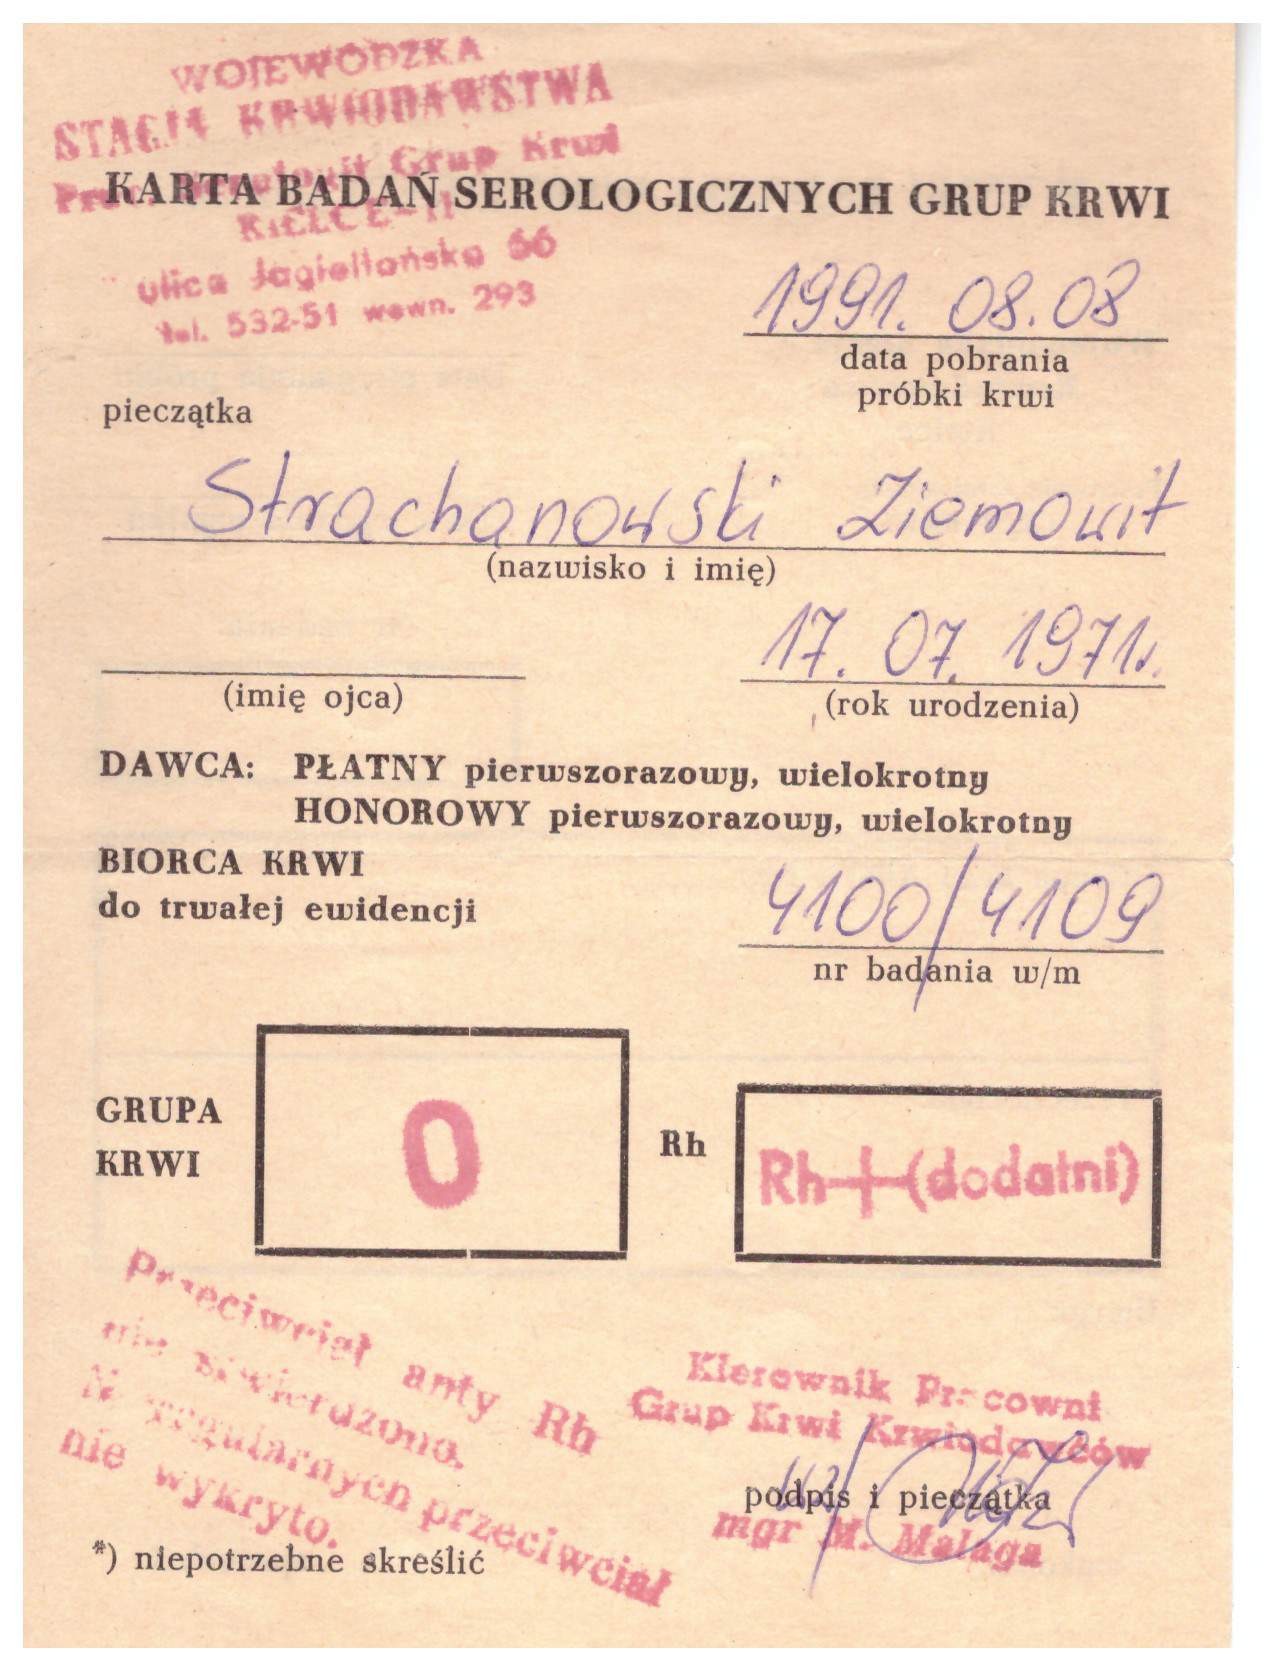 WOJEWÓDZKA
STACJA KRWIODAWSTWA
Prac. Grup Krwi
KARTA BADAŃ SEROLOGICZNYCH GRUP KRWI
KIELCE-11
ulica Jagiellońska 66
tel. 532-51 wewn. 293
1991. 08. 08
data pobrania
próbki krwi
pieczątka
Strachanowski Ziemowit
(nazwisko i imię)
17. 07. 1971r.
(imię ojca)
(rok urodzenia)
DAWCA: PŁATNY pierwszorazowy, wielokrotny
HONOROWY pierwszorazowy, wielokrotny
BIORCA KRWI
do trwałej ewidencji
4100/4109
nr badania w/m
GRUPA
KRWI
O
Rh
Rh+(dodatni)
Przeciwciał anty Rh
nie stwierdzono.
Nieregularnych przeciwciał
nie wykryto.
Kierownik Pracowni
Grup Krwi Krwiodawców
podpis i pieczątka
mgr M. Malaga
*) niepotrzebne skreślić